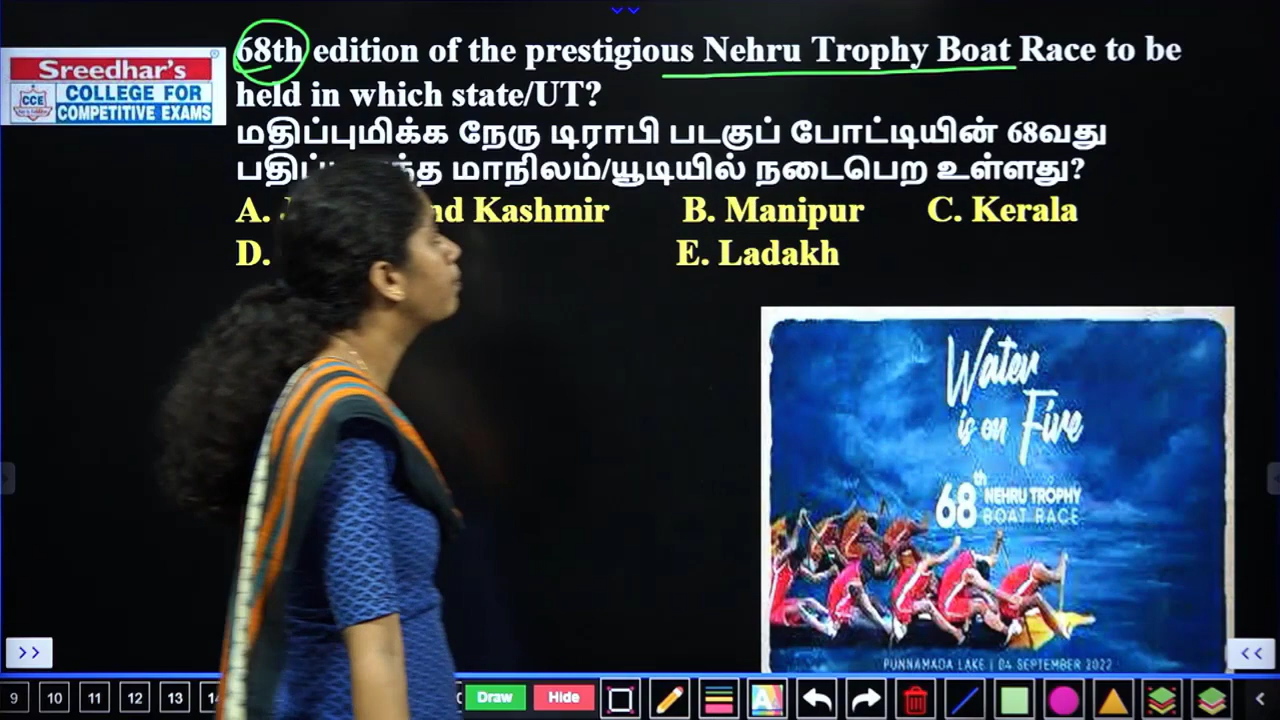 Sreedhar's
CCE
COLLEGE FOR
COMPETITIVE EXAMS
68th edition of the prestigious Nehru Trophy Boat Race to be
held in which state/UT?
மதிப்புமிக்க நேரு டிராபி படகுப் போட்டியின் 68வது
மாநிலம்/யூடியில் நடைபெற உள்ளது?
A. Kashmir B. Manipur C. Kerala
D. E. Ladakh
Water
is on Fire
68th NEHRU TROPHY
BOAT RACE
PUNNAMADA LAKE | 04 SEPTEMBER 2022
>> <<
9 10 11 12 13 Draw Hide